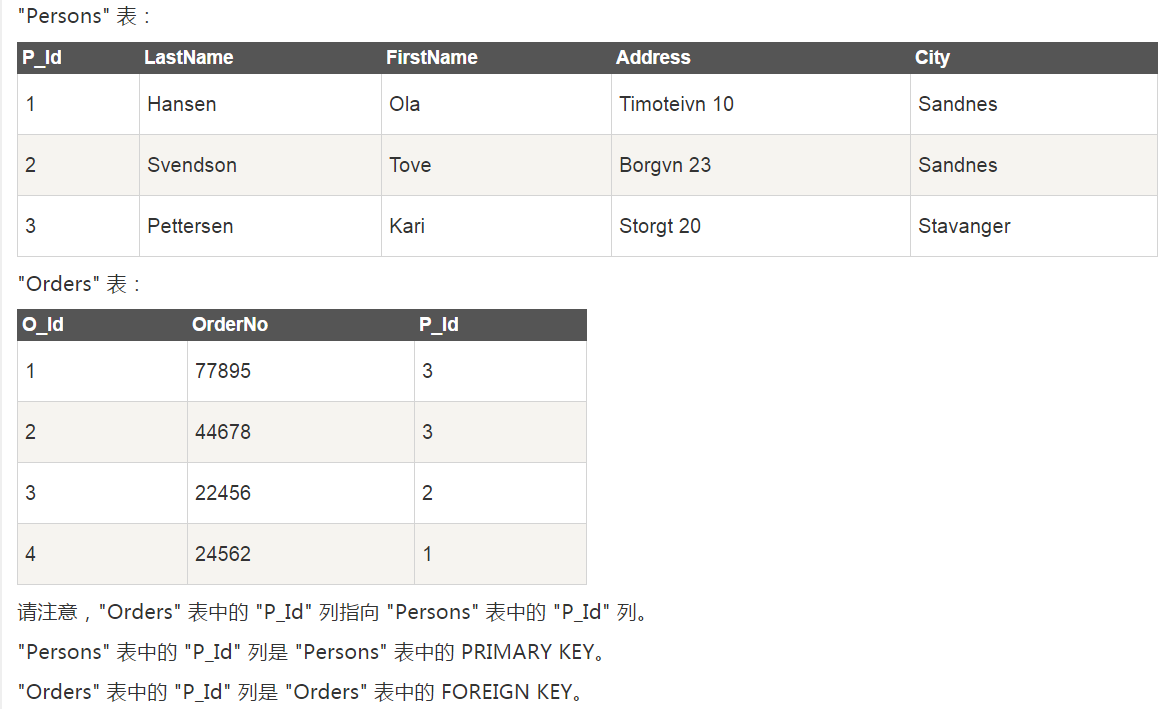 "Persons" 表：
P_Id LastName FirstName Address City
1 Hansen Ola Timoteivn 10 Sandnes
2 Svendson Tove Borgvn 23 Sandnes
3 Pettersen Kari Storgt 20 Stavanger
"Orders" 表：
O_Id OrderNo P_Id
1 77895 3
2 44678 3
3 22456 2
4 24562 1
请注意，"Orders" 表中的 "P_Id" 列指向 "Persons" 表中的 "P_Id" 列。
"Persons" 表中的 "P_Id" 列是 "Persons" 表中的 PRIMARY KEY。
"Orders" 表中的 "P_Id" 列是 "Orders" 表中的 FOREIGN KEY。